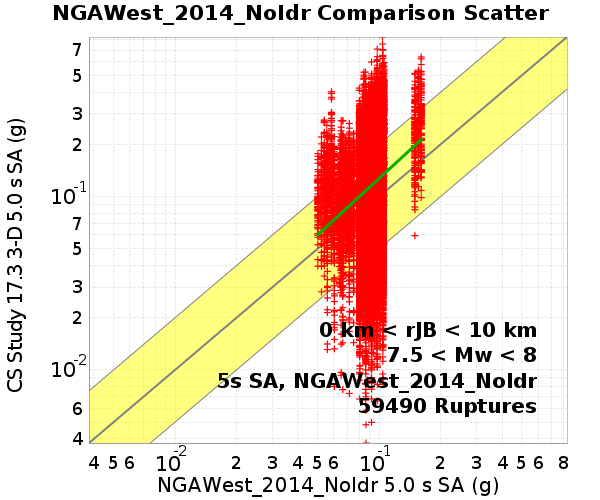 NGAWest_2014_NoIdr Comparison Scatter
CS Study 17.3 3-D 5.0 s SA (g)
7
5
3
2
10-1
7
5
3
2
10-2
6
4
0 km < rJB < 10 km
7.5 < Mw < 8
5s SA, NGAWest_2014_NoIdr
59490 Ruptures
4 5 6 10-2 2 3 4 5 6 10-1 2 3 4 5 6 8
NGAWest_2014_NoIdr 5.0 s SA (g)